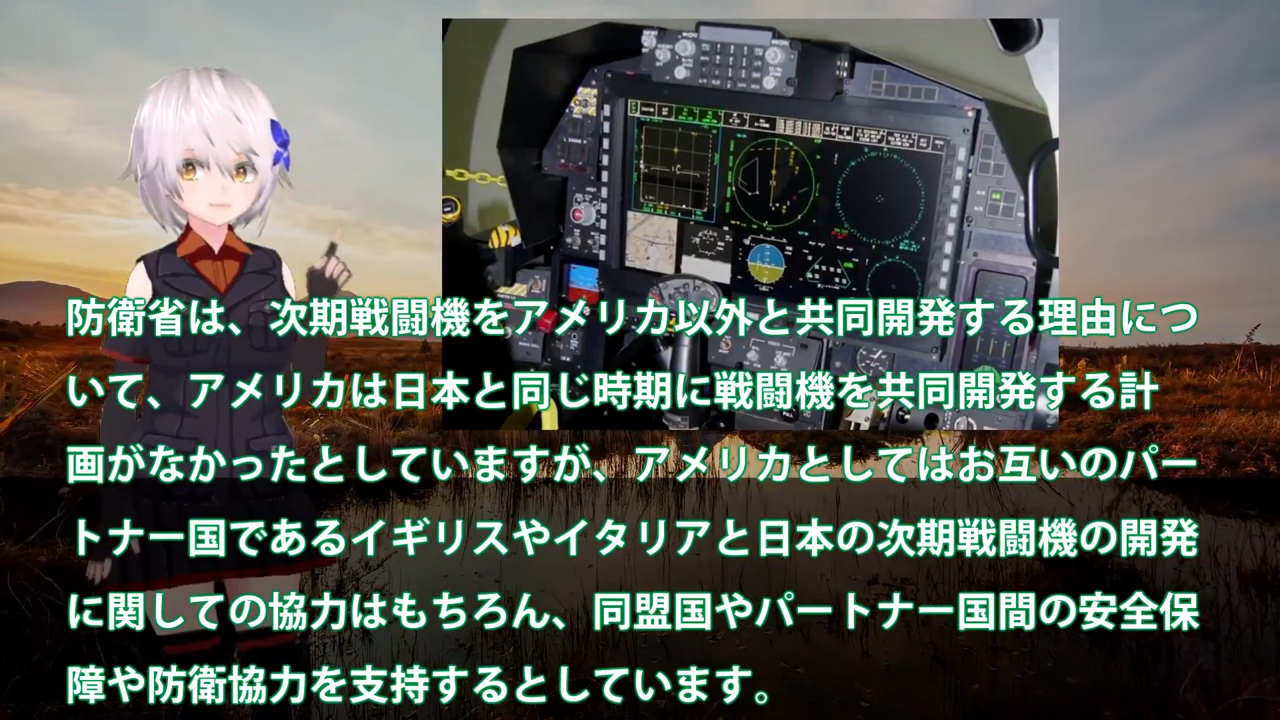 防衛省は、次期戦闘機をアメリカ以外と共同開発する理由につ
いて、アメリカは日本と同じ時期に戦闘機を共同開発する計
画がなかったとしていますが、アメリカとしてはお互いのパー
トナー国であるイギリスやイタリアと日本の次期戦闘機の開発
に関しての協力はもちろん、同盟国やパートナー国間の安全保
障や防衛協力を支持するとしています。